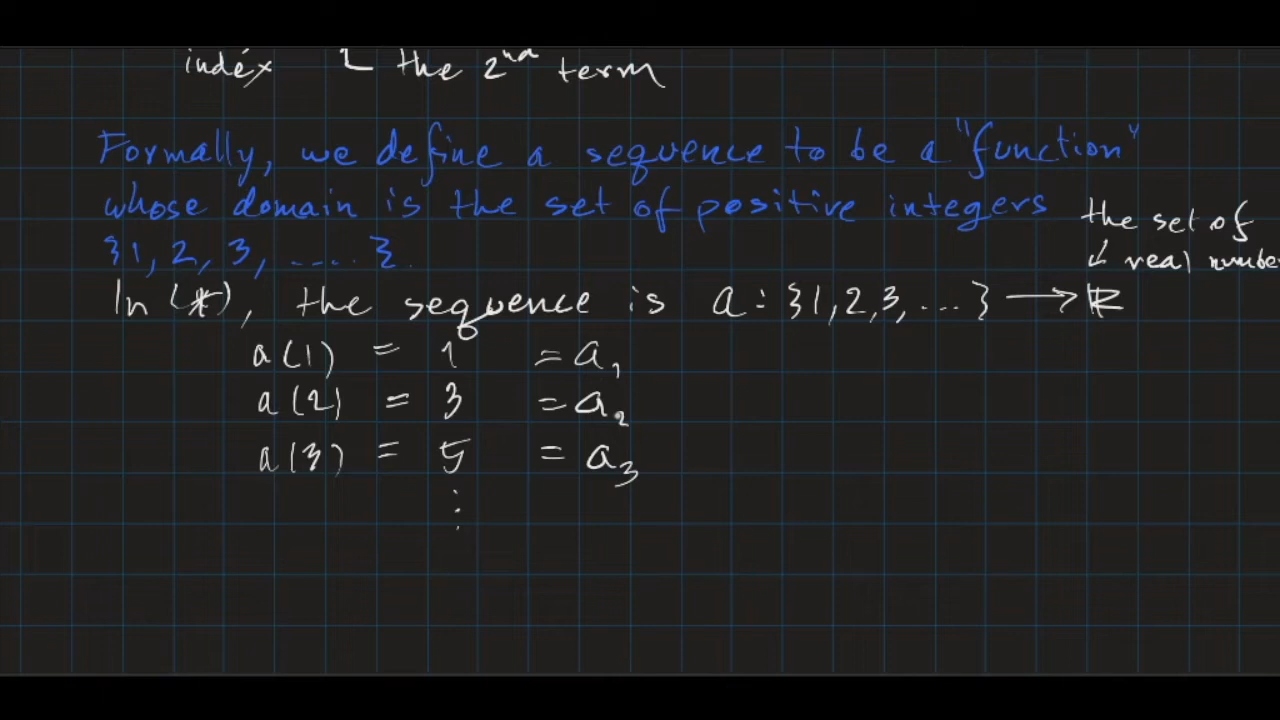 index 2 the 2nd term
Formally, we define a sequence to be a "function"
whose domain is the set of positive integers
{1, 2, 3, .....}.
the set of
↓ real number
In (*), the sequence is a : {1,2,3, ...} → ℝ
a(1) = 1 = a₁
a(2) = 3 = a₂
a(3) = 5 = a₃
⋮